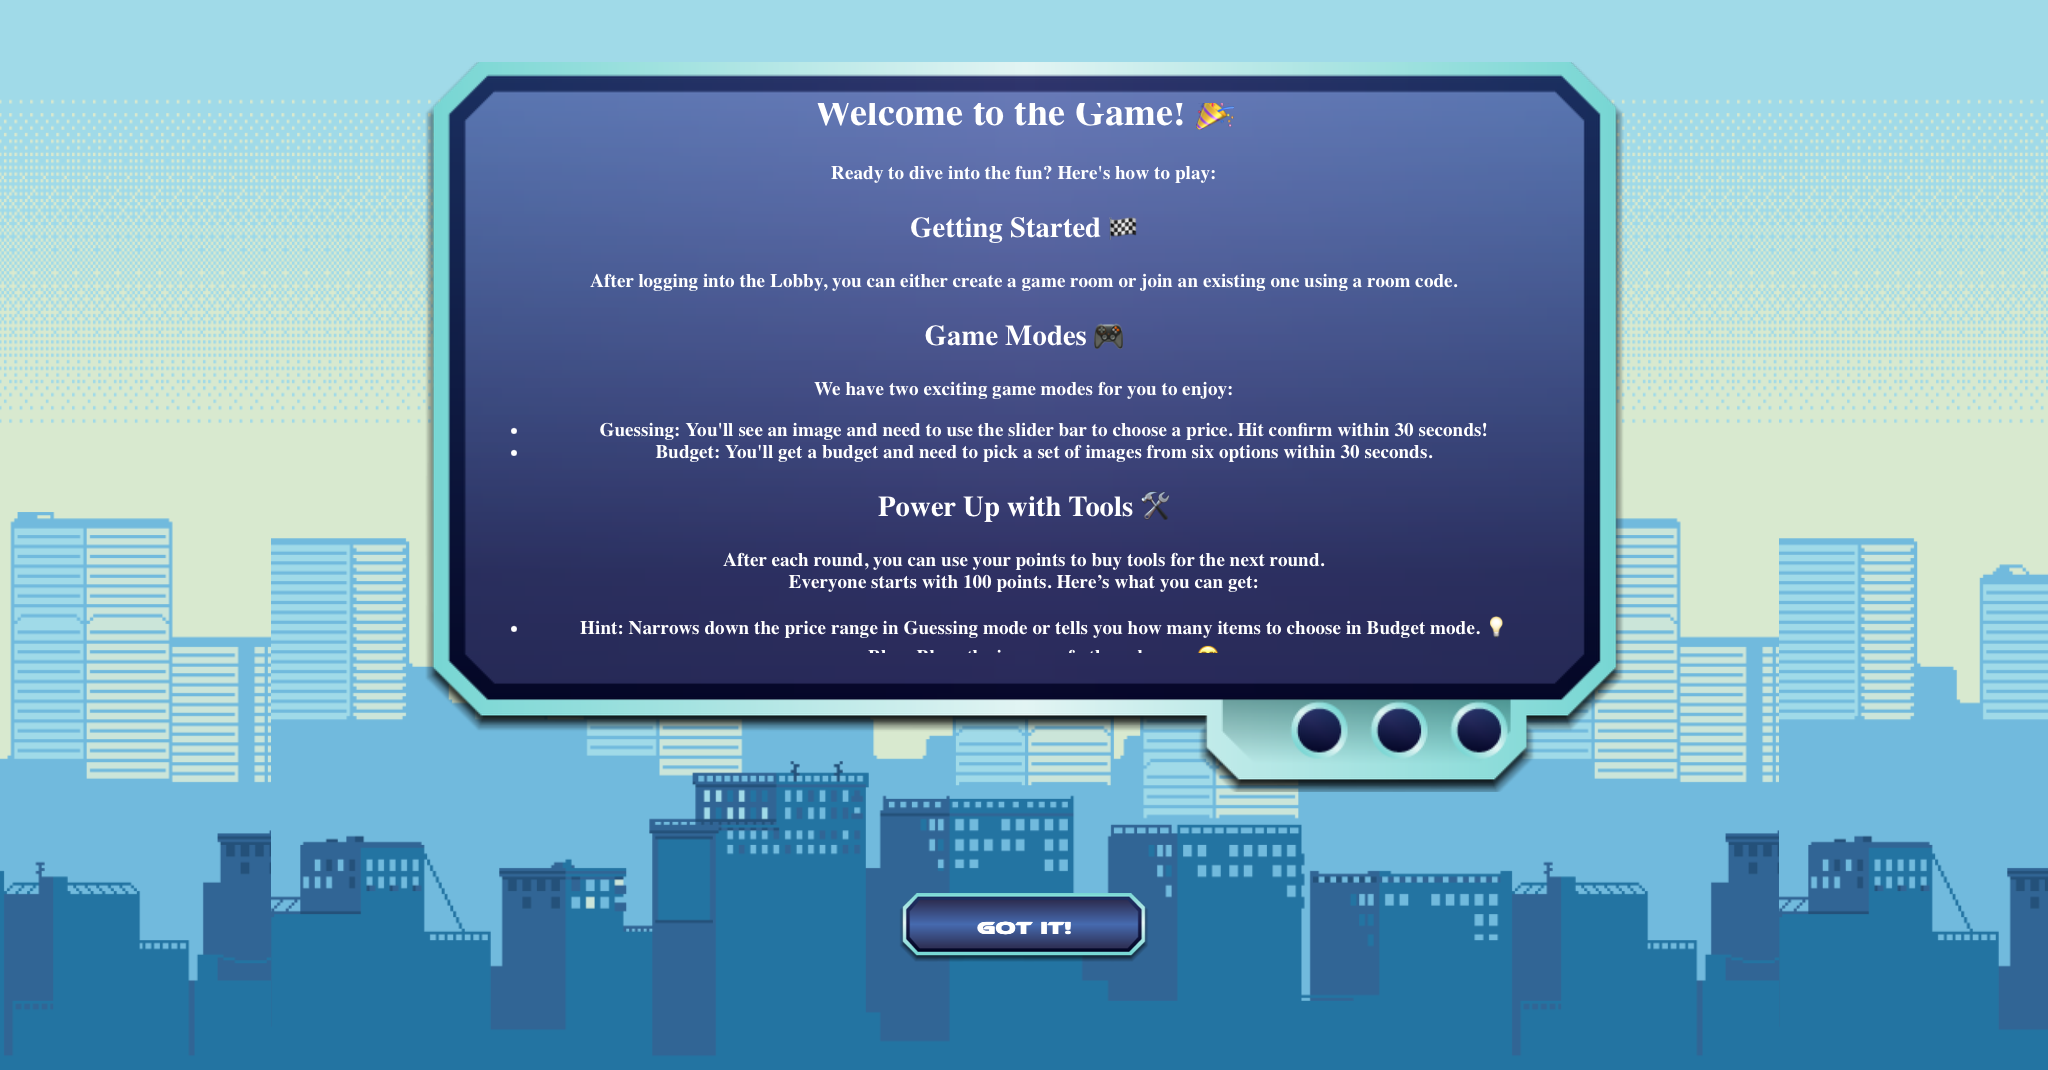 Welcome to the Game! 🎉
Ready to dive into the fun? Here's how to play:
Getting Started 🏁
After logging into the Lobby, you can either create a game room or join an existing one using a room code.
Game Modes 🎮
We have two exciting game modes for you to enjoy:
• Guessing: You'll see an image and need to use the slider bar to choose a price. Hit confirm within 30 seconds!
• Budget: You'll get a budget and need to pick a set of images from six options within 30 seconds.
Power Up with Tools 🛠️
After each round, you can use your points to buy tools for the next round.
Everyone starts with 100 points. Here’s what you can get:
• Hint: Narrows down the price range in Guessing mode or tells you how many items to choose in Budget mode. 💡
GOT IT!